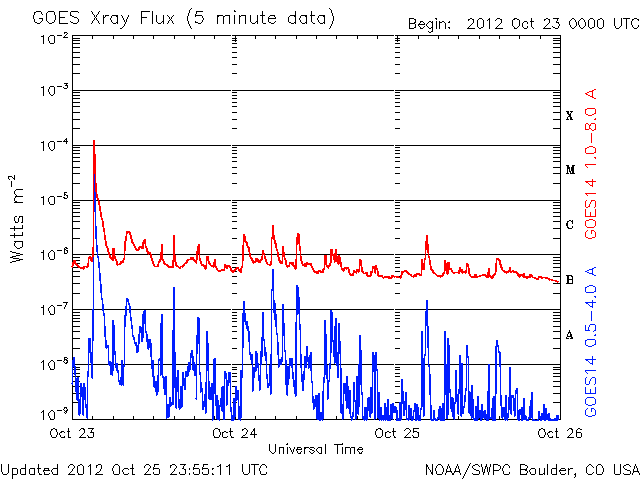 GOES Xray Flux (5 minute data)
Begin: 2012 Oct 23 0000 UTC
10⁻²
10⁻³
10⁻⁴
10⁻⁵
10⁻⁶
10⁻⁷
10⁻⁸
10⁻⁹
Watts m⁻²
X
M
C
B
A
GOES14 1.0-8.0 A
GOES14 0.5-4.0 A
Oct 23 Oct 24 Oct 25 Oct 26
Universal Time
Updated 2012 Oct 25 23:55:11 UTC
NOAA/SWPC Boulder, CO USA